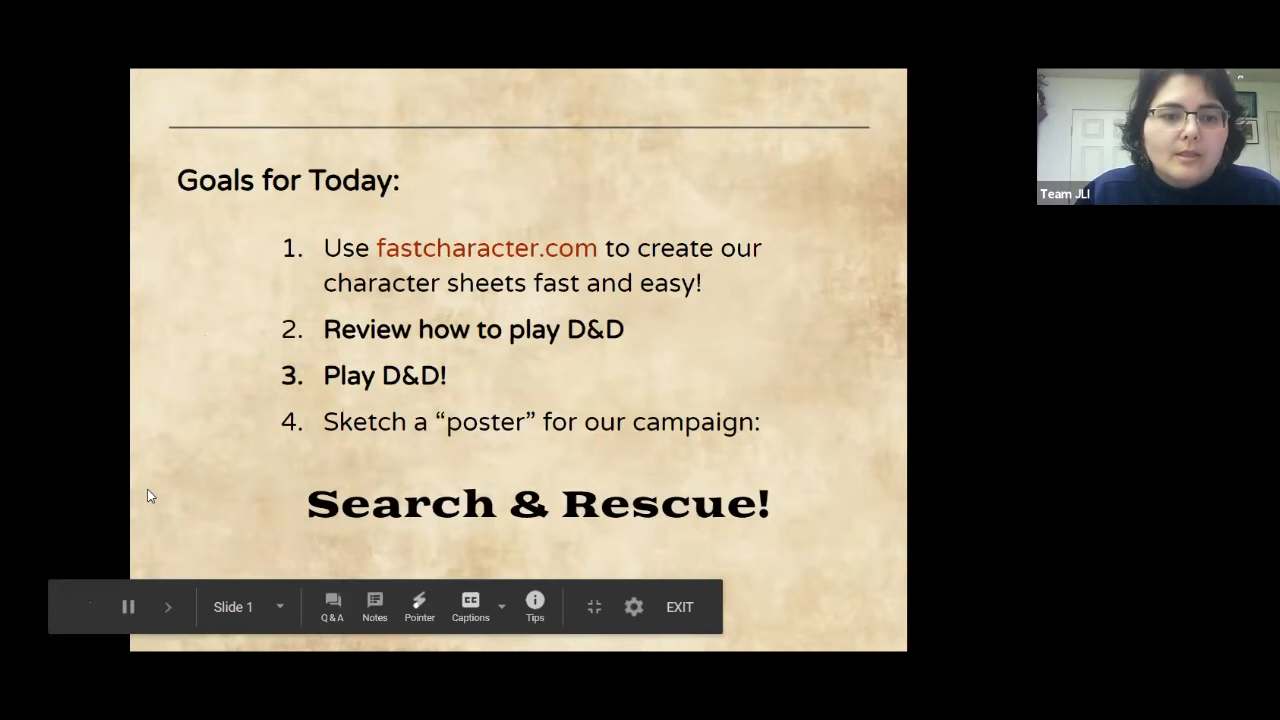 Goals for Today:
1. Use fastcharacter.com to create our
character sheets fast and easy!
2. Review how to play D&D
3. Play D&D!
4. Sketch a “poster” for our campaign:
Search & Rescue!
Slide 1
Q&A
Notes
Pointer
CC
Captions
Tips
EXIT
Team JLI